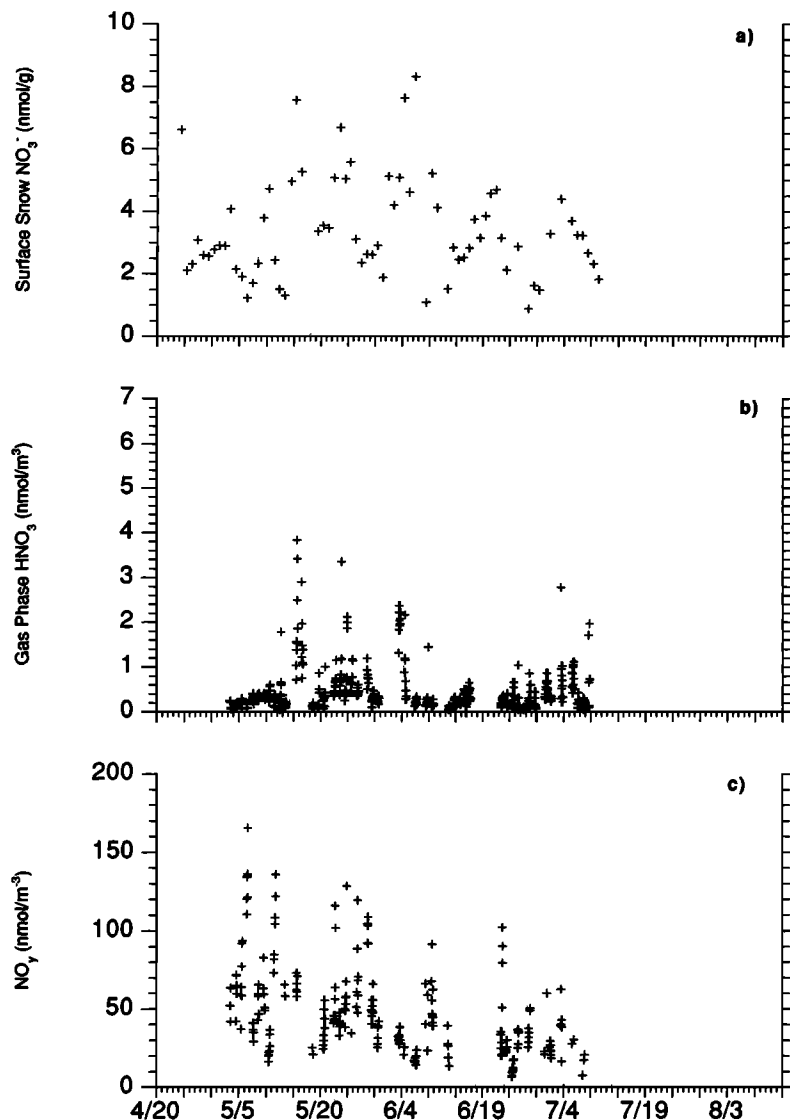 a)
Surface Snow NO₃⁻ (nmol/g)
10
8
6
4
2
0
b)
Gas Phase HNO₃ (nmol/m³)
7
6
5
4
3
2
1
0
c)
NOᵧ (nmol/m⁻³)
200
150
100
50
0
4/20 5/5 5/20 6/4 6/19 7/4 7/19 8/3